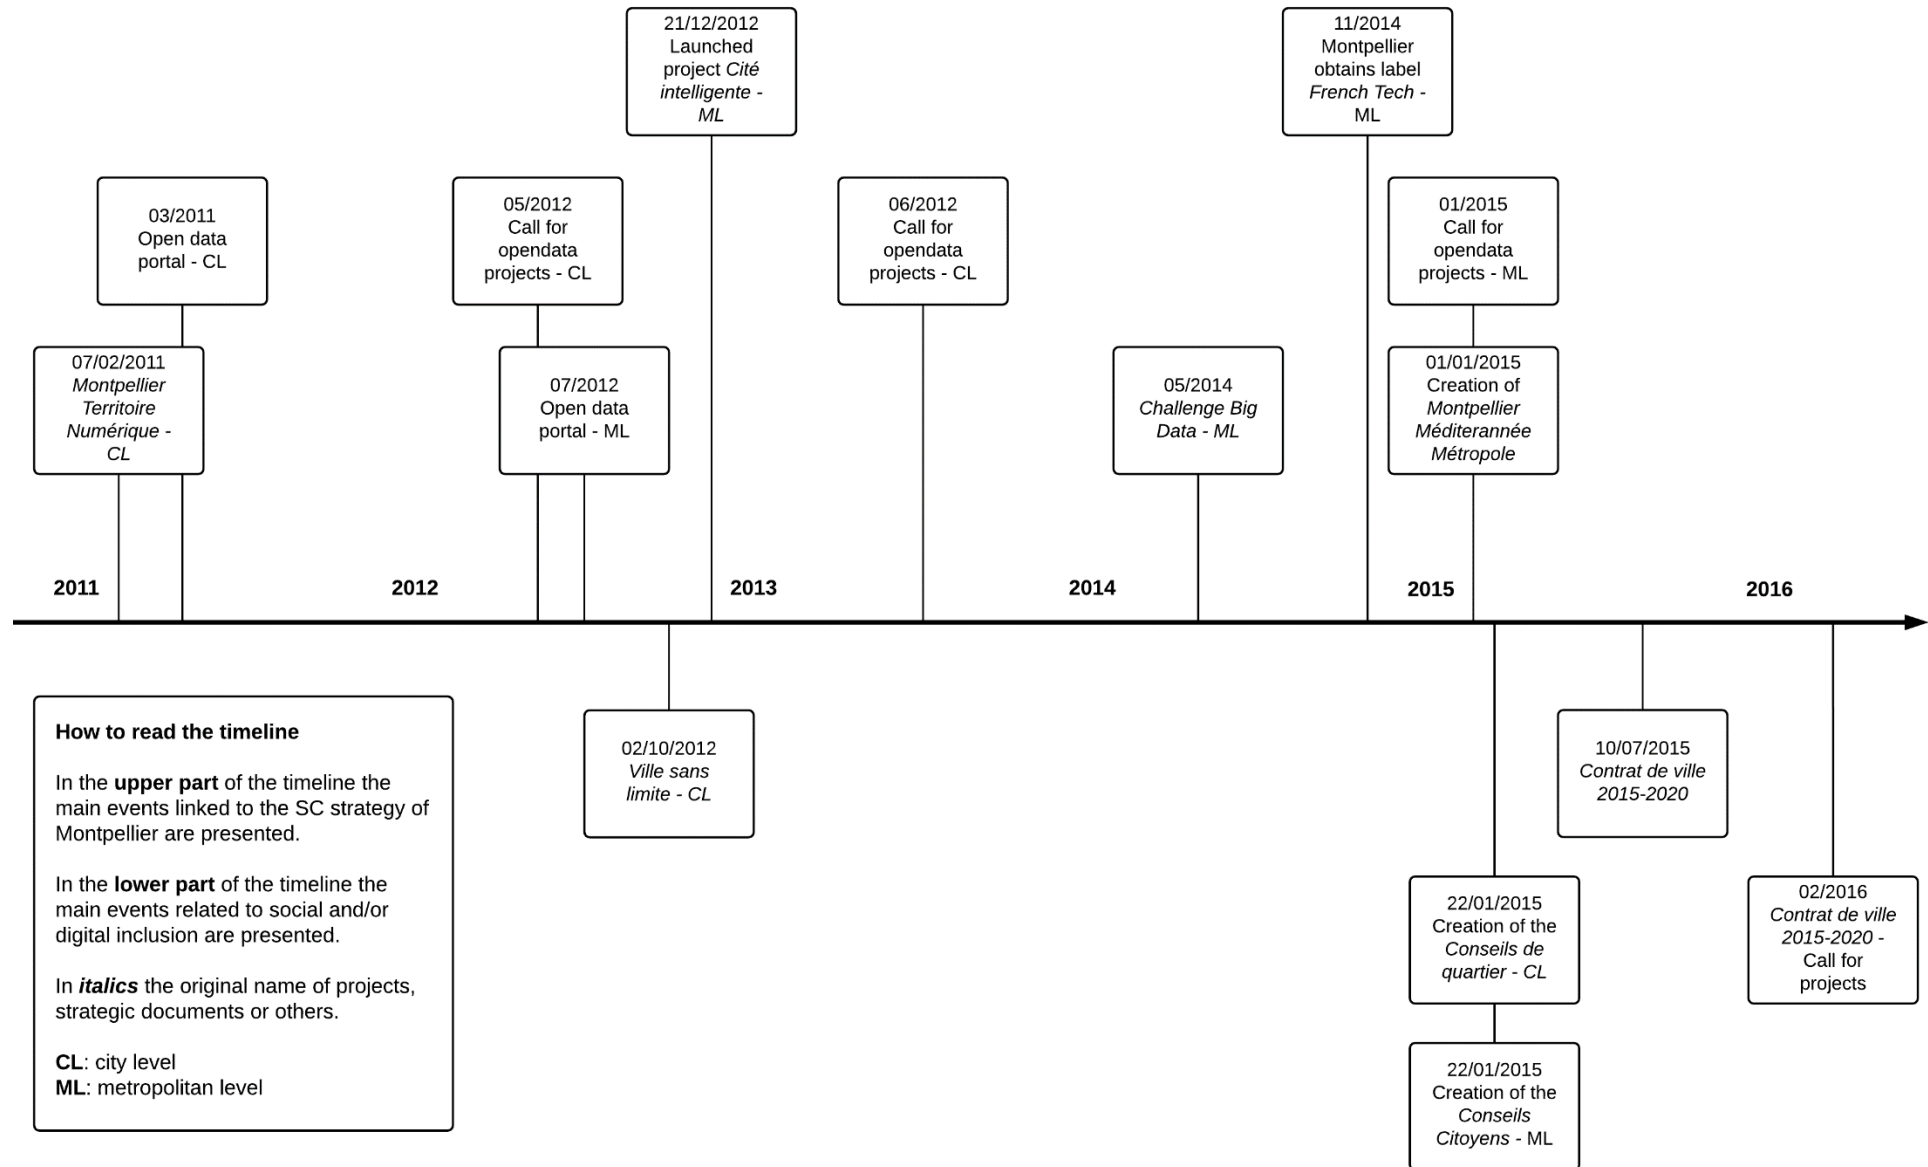 21/12/2012
Launched
project Cité
intelligente -
ML
11/2014
Montpellier
obtains label
French Tech -
ML
03/2011
Open data
portal - CL
05/2012
Call for
opendata
projects - CL
06/2012
Call for
opendata
projects - CL
01/2015
Call for
opendata
projects - ML
07/02/2011
Montpellier
Territoire
Numérique -
CL
07/2012
Open data
portal - ML
05/2014
Challenge Big
Data - ML
01/01/2015
Creation of
Montpellier
Méditerannée
Métropole
2011
2012
2013
2014
2015
2016
How to read the timeline
In the upper part of the timeline the
main events linked to the SC strategy of
Montpellier are presented.
In the lower part of the timeline the
main events related to social and/or
digital inclusion are presented.
In italics the original name of projects,
strategic documents or others.
CL: city level
ML: metropolitan level
02/10/2012
Ville sans
limite - CL
10/07/2015
Contrat de ville
2015-2020
22/01/2015
Creation of the
Conseils de
quartier - CL
02/2016
Contrat de ville
2015-2020 -
Call for
projects
22/01/2015
Creation of the
Conseils
Citoyens - ML